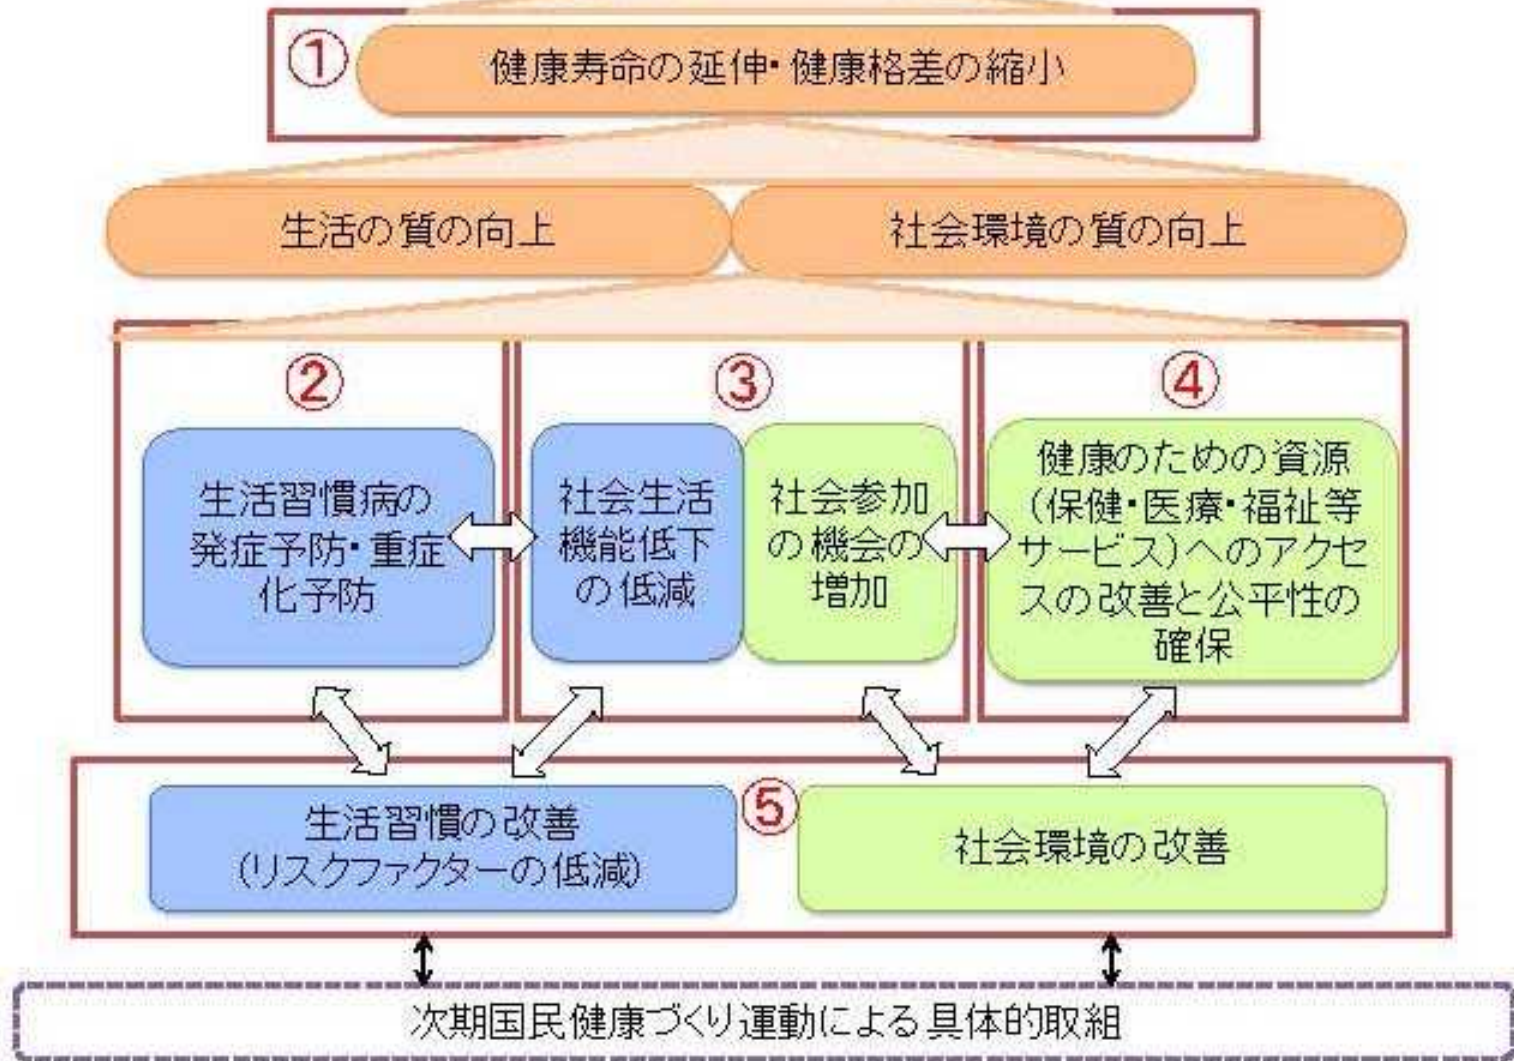 ①
健康寿命の延伸・健康格差の縮小
生活の質の向上
社会環境の質の向上
②
③
④
生活習慣病の
発症予防・重症
化予防
社会生活
機能低下
の低減
社会参加
の機会の
増加
健康のための資源
(保健・医療・福祉等
サービス)へのアクセ
スの改善と公平性の
確保
⑤
生活習慣の改善
(リスクファクターの低減)
社会環境の改善
次期国民健康づくり運動による具体的取組